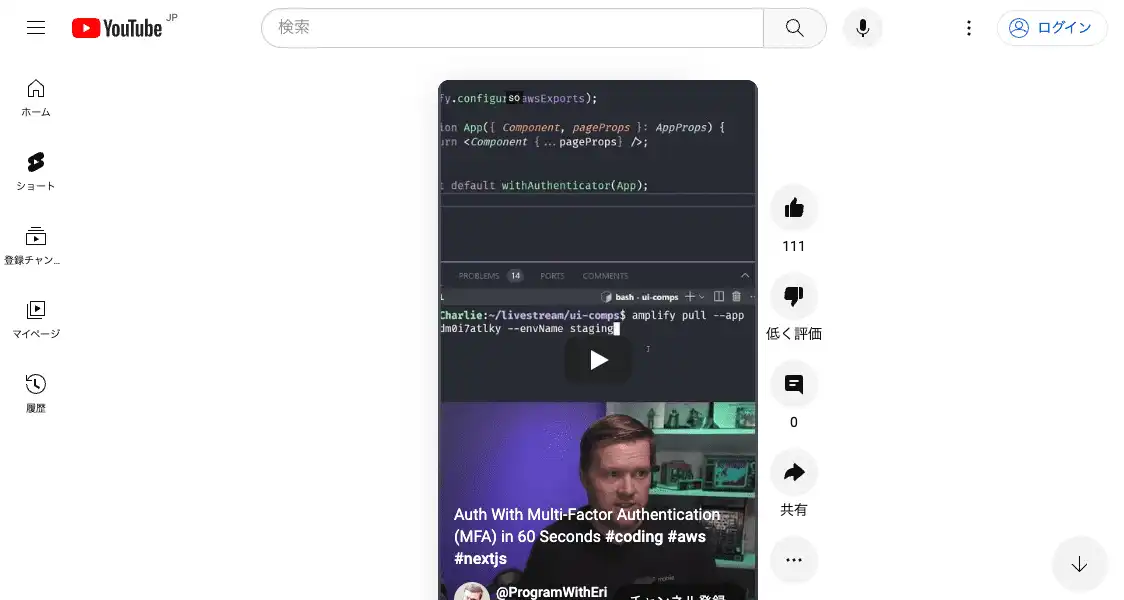 YouTube JP
検索
ログイン
ホーム
ショート
登録チャン...
マイページ
履歴
fy.configur so awsExports);
ion App({ Component, pageProps }: AppProps) {
urn <Component {...pageProps} />;
t default withAuthenticator(App);
PROBLEMS 14 PORTS COMMENTS
bash - ui-comps
Charlie:~/livestream/ui-comps$ amplify pull --app
dm0i7atlky --envName staging
Auth With Multi-Factor Authentication
(MFA) in 60 Seconds #coding #aws
#nextjs
@ProgramWithEri
チャンネル登録
111
低く評価
0
共有